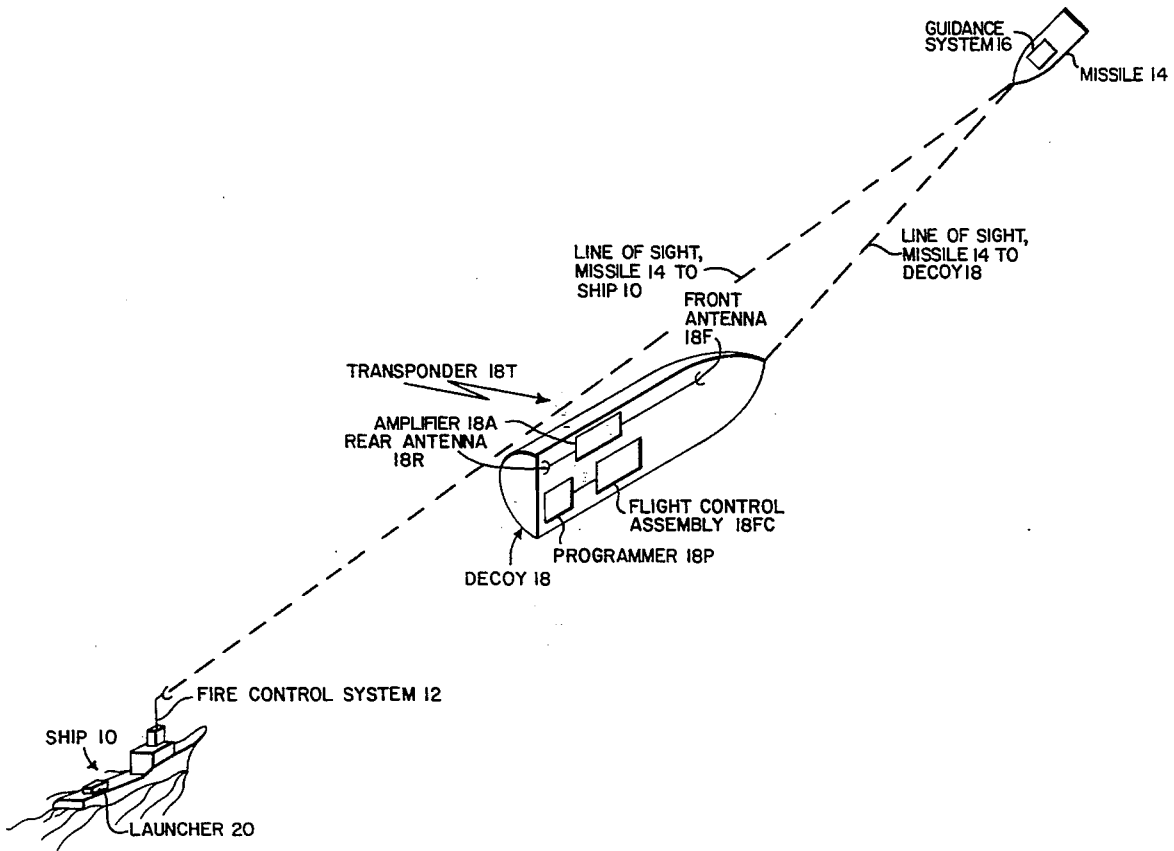 GUIDANCE
SYSTEM 16
MISSILE 14
LINE OF SIGHT,
MISSILE 14 TO
SHIP 10
LINE OF SIGHT,
MISSILE 14 TO
DECOY 18
FRONT
ANTENNA
18F
TRANSPONDER 18T
AMPLIFIER 18A
REAR ANTENNA
18R
FLIGHT CONTROL
ASSEMBLY 18FC
PROGRAMMER 18P
DECOY 18
FIRE CONTROL SYSTEM 12
SHIP 10
LAUNCHER 20